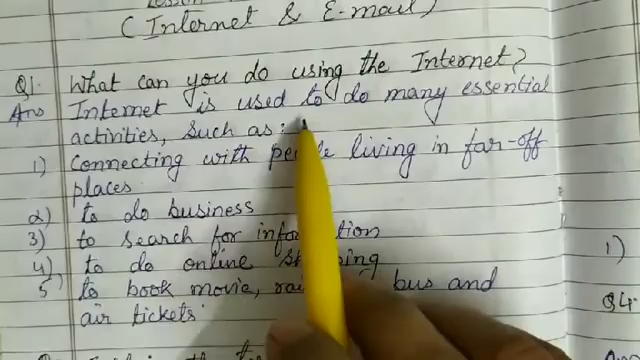 Lesson
(Internet & E-mail)
Q1. What can you do using the Internet?
Ans Internet is used to do many essential
activities, such as:
1) Connecting with people living in far-off
places.
2) to do business
3) to search for information
4) to do online shopping
5) to book movie, bus and
air tickets.
1)
Q4.